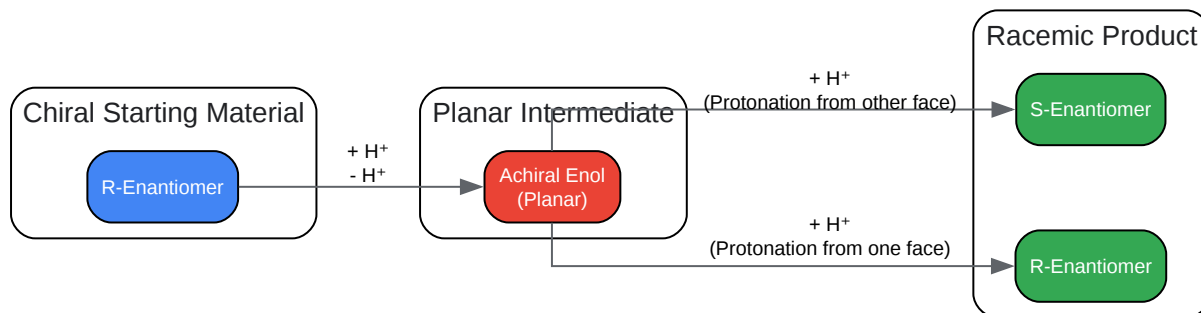 Chiral Starting Material
R-Enantiomer
+ H⁺
- H⁺
Planar Intermediate
Achiral Enol
(Planar)
+ H⁺
(Protonation from other face)
+ H⁺
(Protonation from one face)
Racemic Product
S-Enantiomer
R-Enantiomer